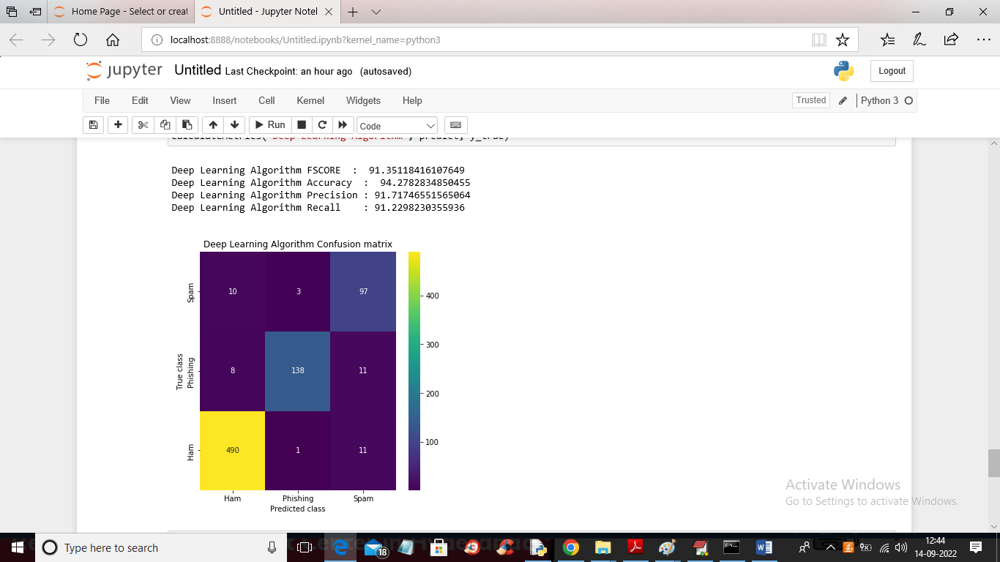 Home Page - Select or creat
Untitled - Jupyter Notel
localhost:8888/notebooks/Untitled.ipynb?kernel_name=python3
jupyter Untitled Last Checkpoint: an hour ago (autosaved)
Logout
File Edit View Insert Cell Kernel Widgets Help
Trusted Python 3
Run Code
calculateMetrics("Deep Learning Algorithm", predict, y_true)
Deep Learning Algorithm FSCORE : 91.35118416107649
Deep Learning Algorithm Accuracy : 94.2782834850455
Deep Learning Algorithm Precision : 91.71746551565064
Deep Learning Algorithm Recall : 91.2298230355936
Deep Learning Algorithm Confusion matrix
Spam 10 3 97
400
300
True class
Phishing 8 138 11
200
Ham 490 1 11
100
Ham Phishing Spam
Predicted class
Activate Windows
Go to Settings to activate Windows.
Type here to search
18
12:44
14-09-2022